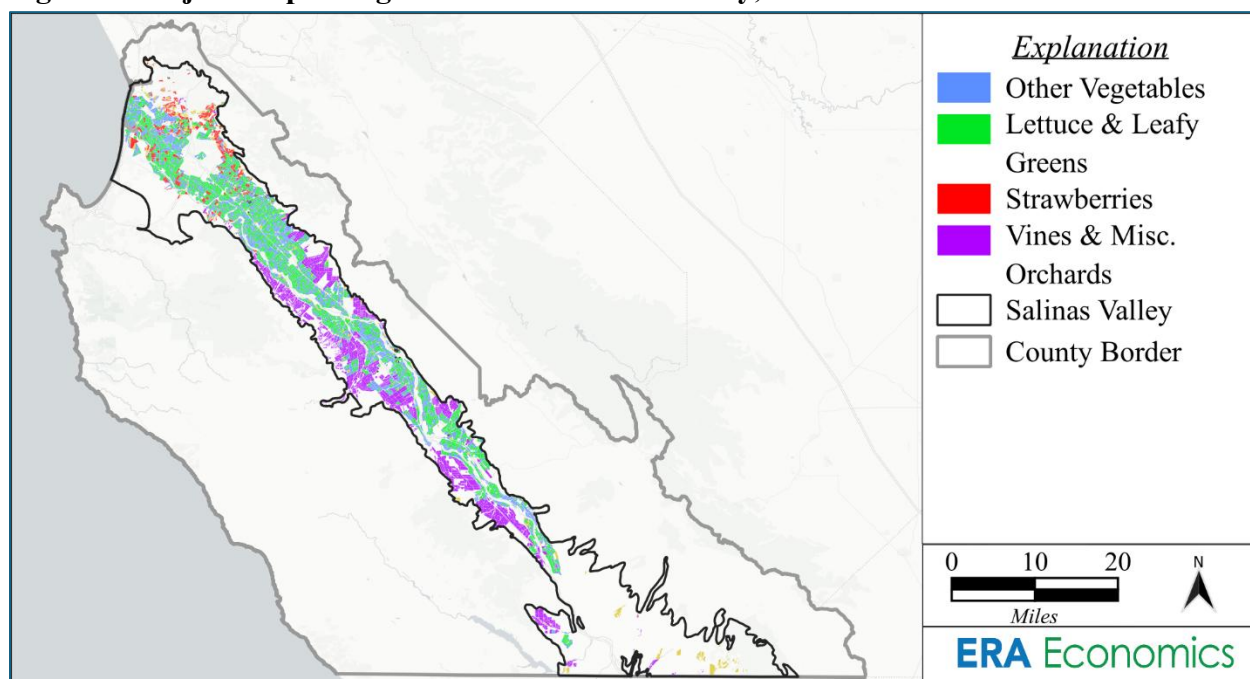 Explanation
Other Vegetables
Lettuce & Leafy
Greens
Strawberries
Vines & Misc.
Orchards
Salinas Valley
County Border
0 10 20
Miles
N
ERA Economics